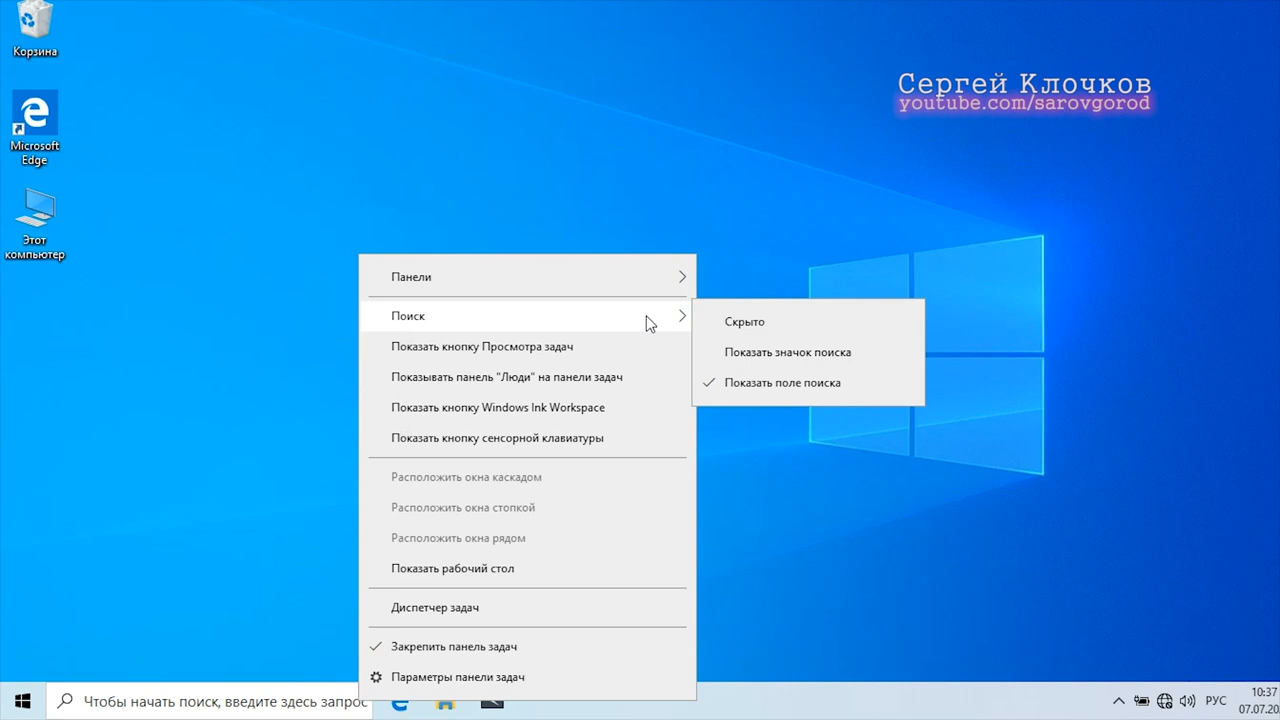 Корзина
Microsoft
Edge
Этот
компьютер
Сергей Клочков
youtube.com/sarovgorod
Панели
Поиск
Показать кнопку Просмотра задач
Показывать панель "Люди" на панели задач
Показать кнопку Windows Ink Workspace
Показать кнопку сенсорной клавиатуры
Расположить окна каскадом
Расположить окна стопкой
Расположить окна рядом
Показать рабочий стол
Диспетчер задач
Закрепить панель задач
Параметры панели задач
Скрыто
Показать значок поиска
Показать поле поиска
Чтобы начать поиск, введите здесь запрос
РУС
10:37
07.07.20